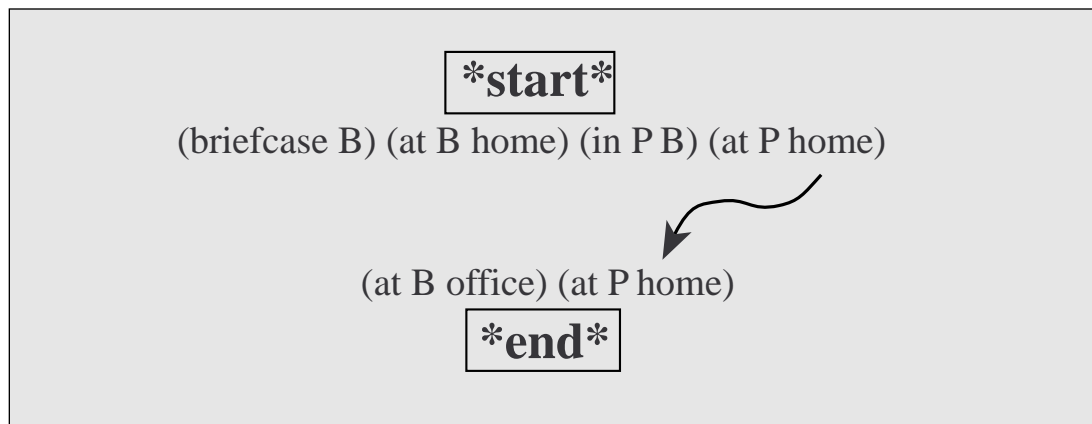 *start*
(briefcase B) (at B home) (in P B) (at P home)
(at B office) (at P home)
*end*